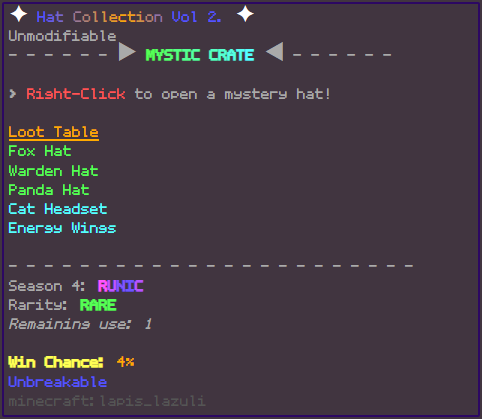 ✦ Hat Collection Vol 2. ✦
Unmodifiable
- - - - - - ▶ MYSTIC CRATE ◀ - - - - - -
> Right-Click to open a mystery hat!
Loot Table
Fox Hat
Warden Hat
Panda Hat
Cat Headset
Energy Wings
- - - - - - - - - - - - - - - - - - - - - - - -
Season 4: RUNIC
Rarity: RARE
Remaining use: 1
Win Chance: 4%
Unbreakable
minecraft:lapis_lazuli